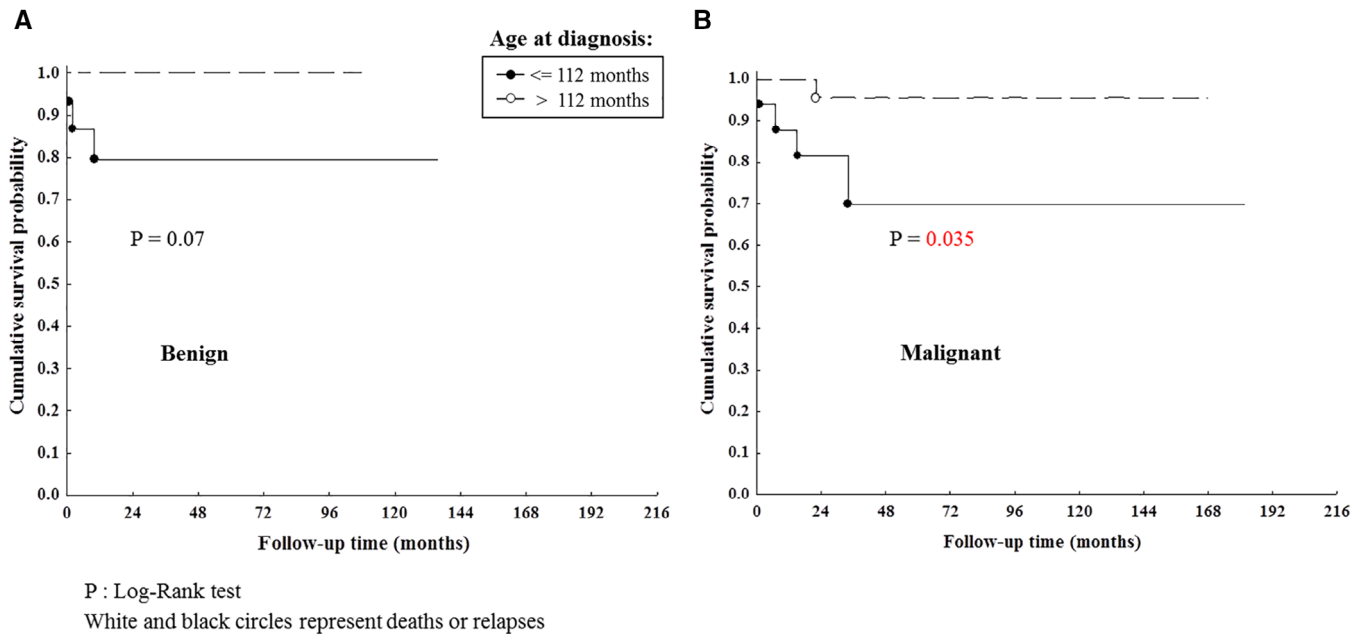 A
Age at diagnosis:
<= 112 months
> 112 months
Cumulative survival probability
1.0
0.9
0.8
0.7
0.6
0.5
0.4
0.3
0.2
0.1
0.0
P = 0.07
Benign
0 24 48 72 96 120 144 168 192 216
Follow-up time (months)
B
Cumulative survival probability
1.0
0.9
0.8
0.7
0.6
0.5
0.4
0.3
0.2
0.1
0.0
P = 0.035
Malignant
0 24 48 72 96 120 144 168 192 216
Follow-up time (months)
P : Log-Rank test
White and black circles represent deaths or relapses